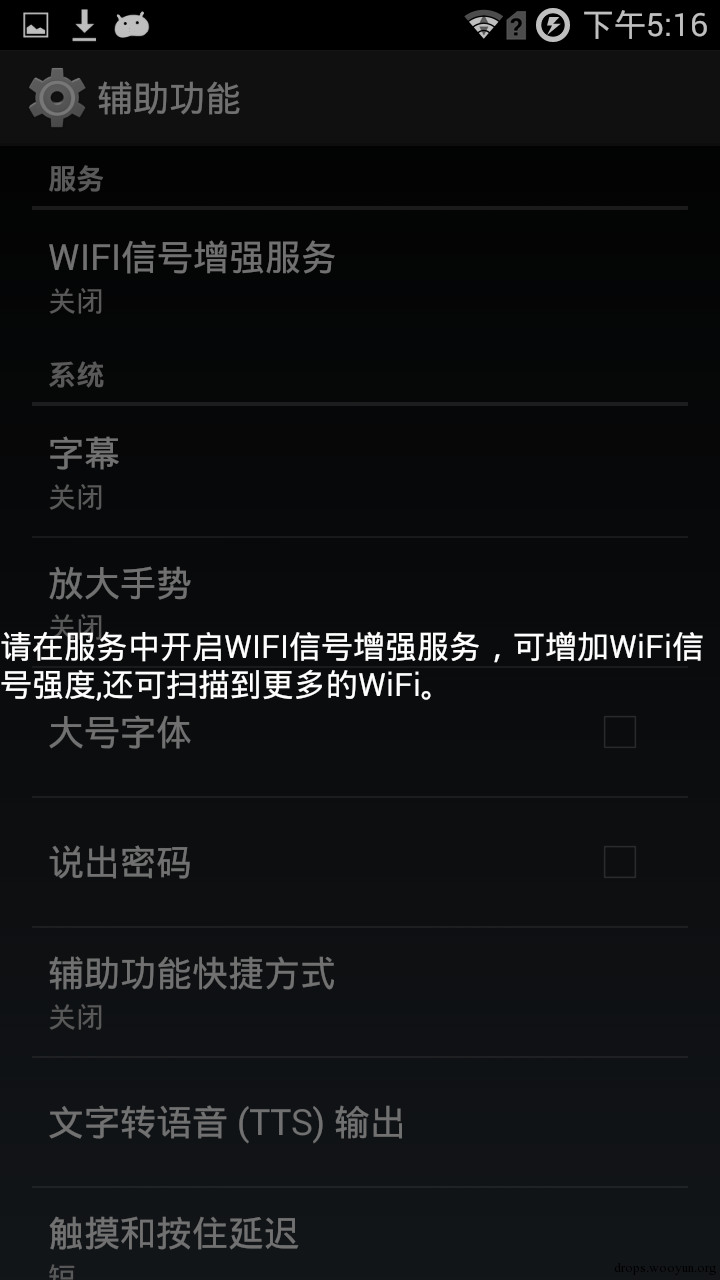 下午5:16
辅助功能
服务
WIFI信号增强服务
关闭
系统
字幕
关闭
放大手势
关闭
请在服务中开启WIFI信号增强服务，可增加WiFi信
号强度,还可扫描到更多的WiFi。
大号字体
说出密码
辅助功能快捷方式
关闭
文字转语音 (TTS) 输出
触摸和按住延迟
短
drops.wooyun.org